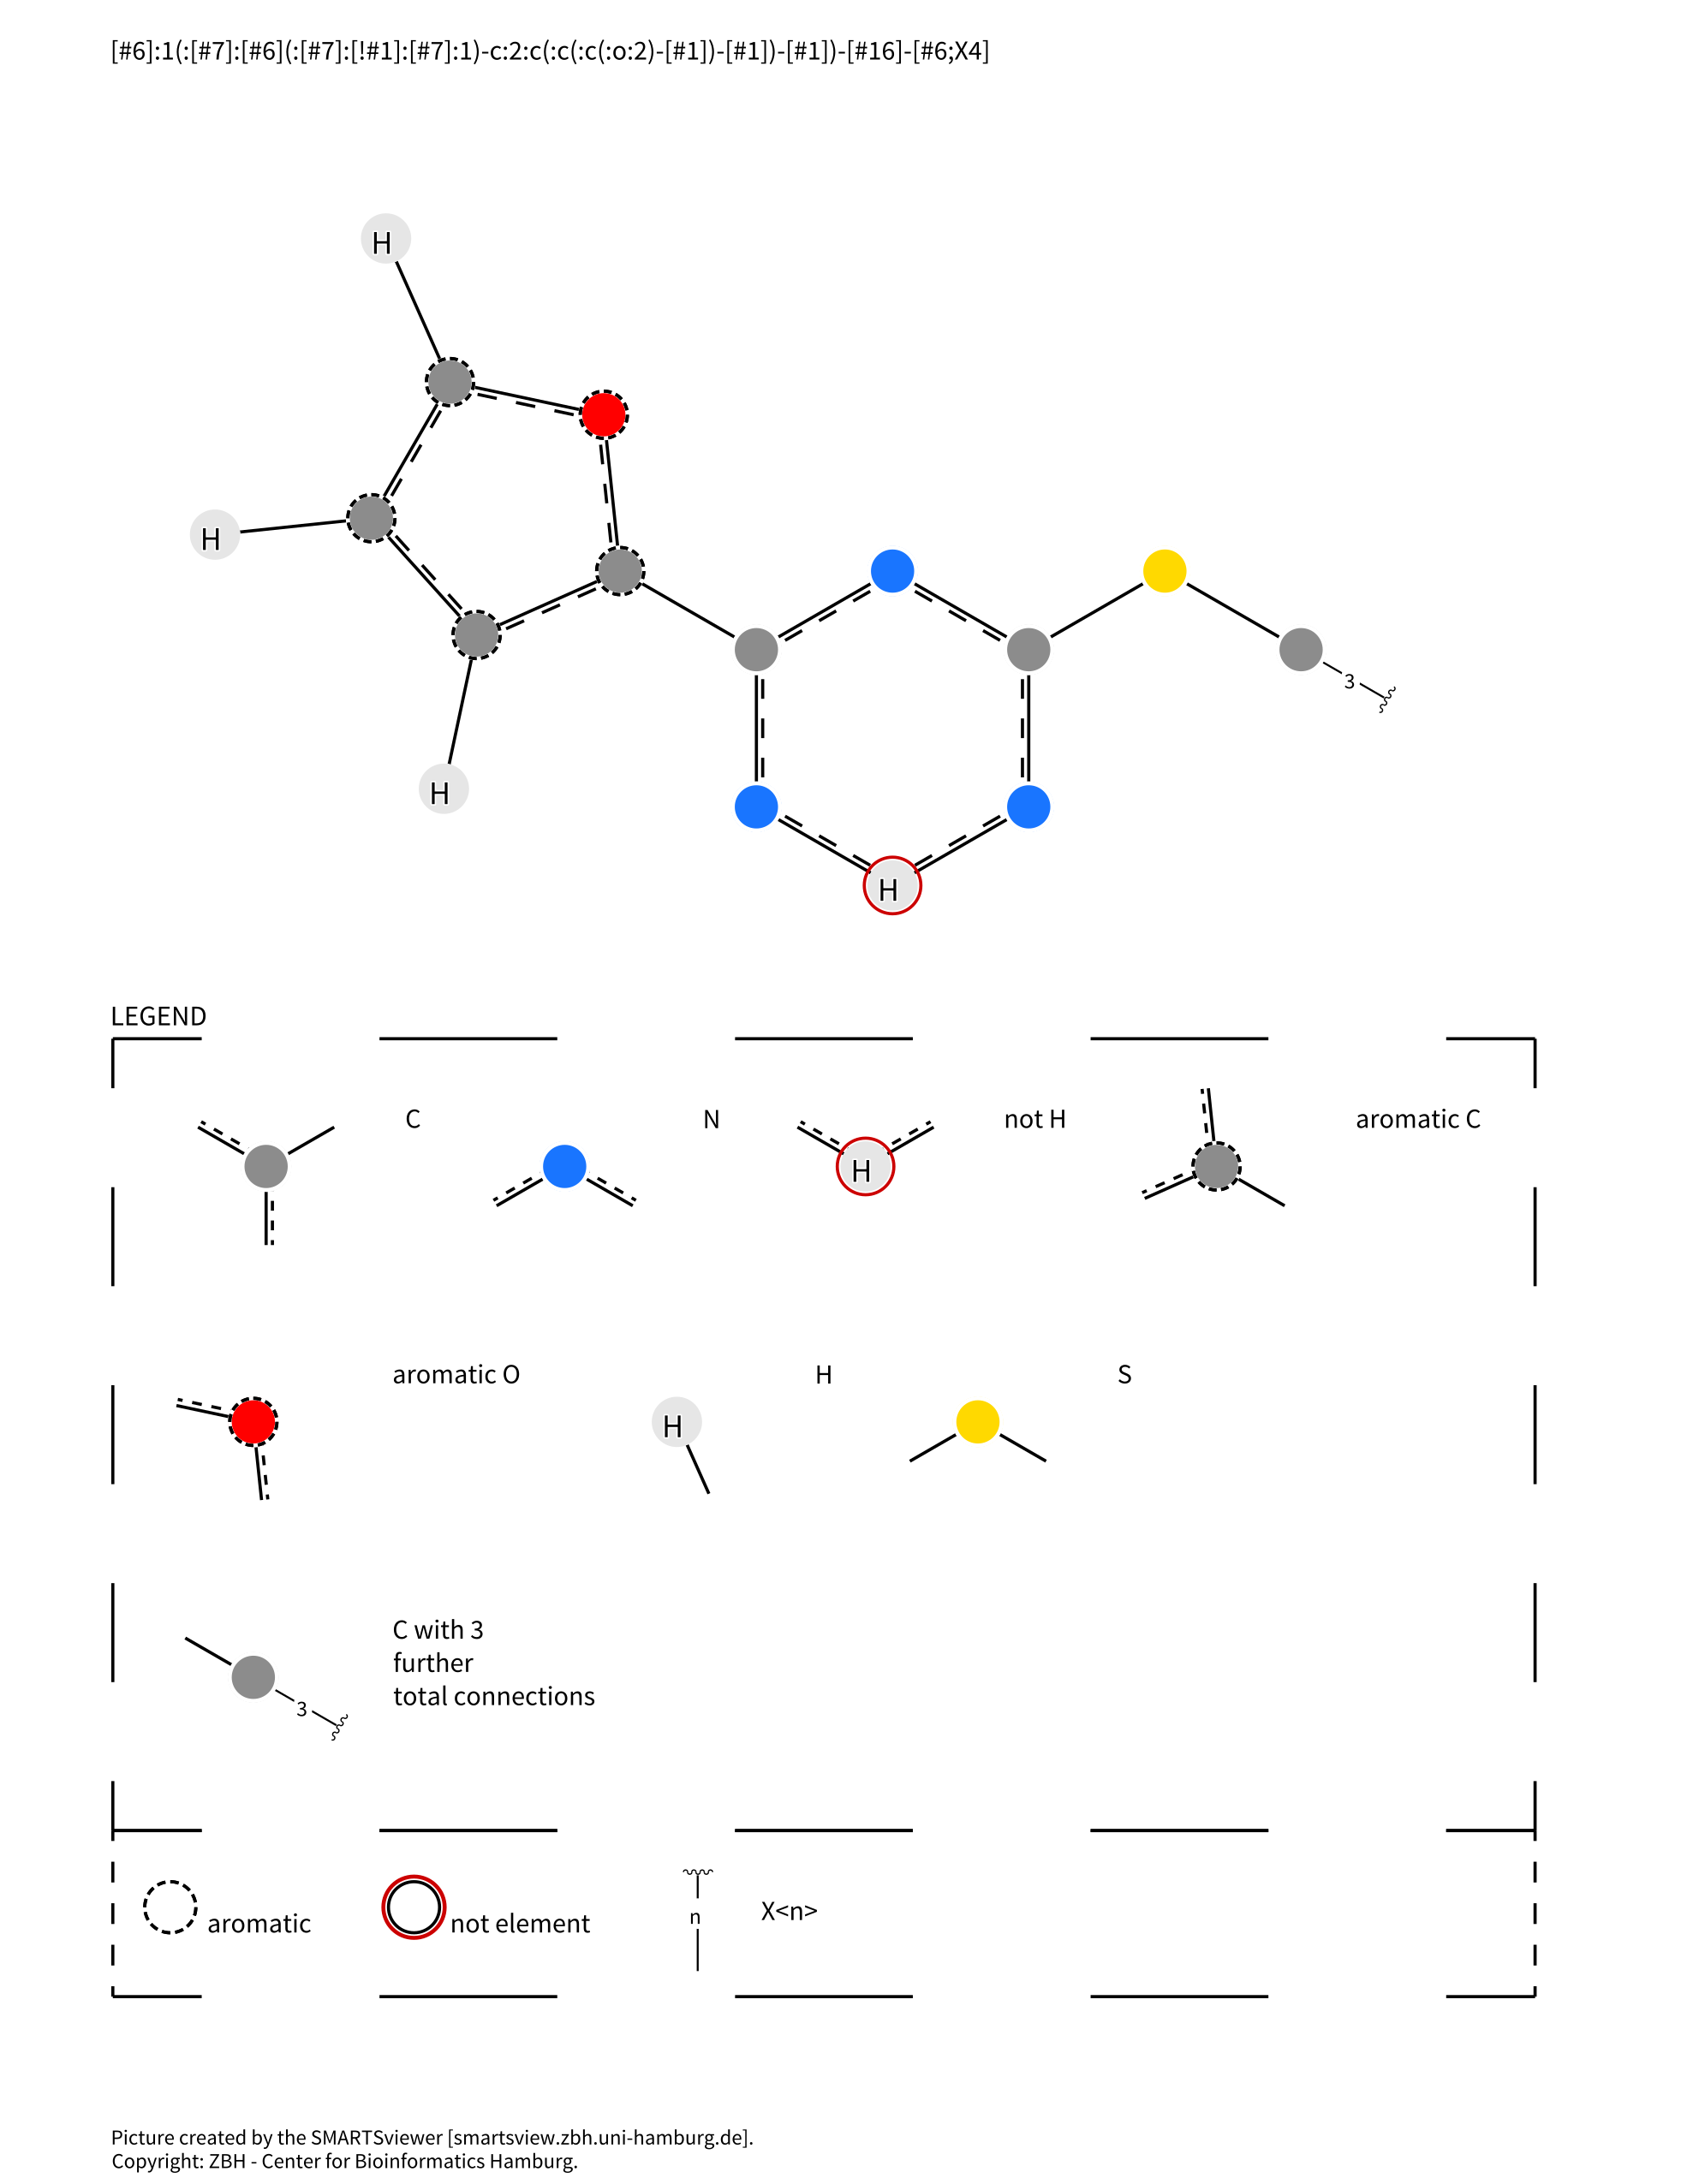 [#6]:1(:[#7]:[#6](:[#7]:[!#1]:[#7]:1)-c:2:c(:c(:c(:o:2)-[#1])-[#1])-[#1])-[#16]-[#6;X4]
H
H
H
3
H
LEGEND
C
N
H
not H
aromatic C
aromatic O
H
H
S
C with 3
further
total connections
3
aromatic
not element
n
X<n>
Picture created by the SMARTSviewer [smartsview.zbh.uni-hamburg.de].
Copyright: ZBH - Center for Bioinformatics Hamburg.